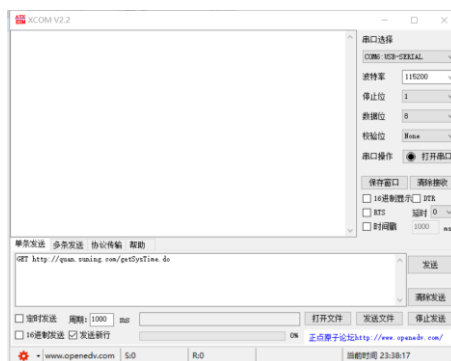 XCOM V2.2
串口选择
COM6:USB-SERIAL
波特率 115200
停止位 1
数据位 8
校验位 None
串口操作 打开串口
保存窗口 清除接收
16进制显示 DTR
RTS 延时 0
时间戳 1000 ms
单条发送 多条发送 协议传输 帮助
GET http://quan.suning.com/getSysTime.do
发送
清除发送
定时发送 周期: 1000 ms 打开文件 发送文件 停止发送
16进制发送 发送新行 0% 正点原子论坛http://www.openedv.com/
www.openedv.com S:0 R:0 当前时间 23:38:17